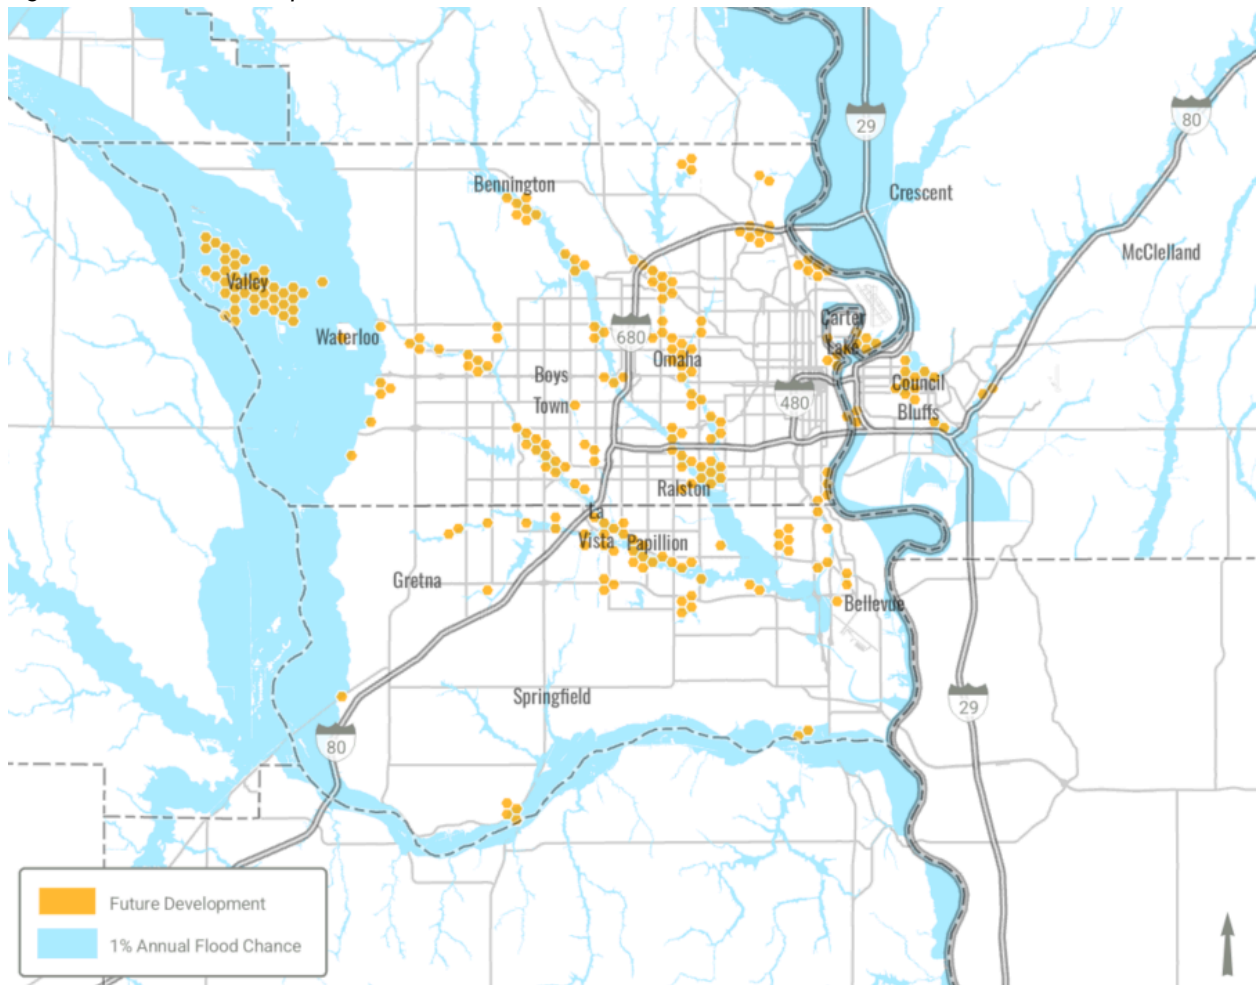 29
80
Bennington
Crescent
McClelland
Valley
Waterloo
Carter
Lake
680
Omaha
Boys
Town
Council
Bluffs
480
Ralston
La
Vista
Papillion
Gretna
Bellevue
Springfield
29
80
Future Development
1% Annual Flood Chance